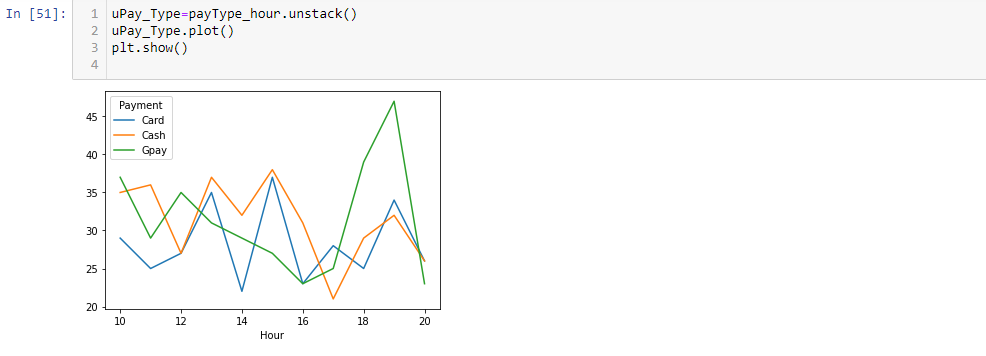 In [51]:
1 uPay_Type=payType_hour.unstack()
2 uPay_Type.plot()
3 plt.show()
4
Payment
Card
Cash
Gpay
45
40
35
30
25
20
10 12 14 16 18 20
Hour